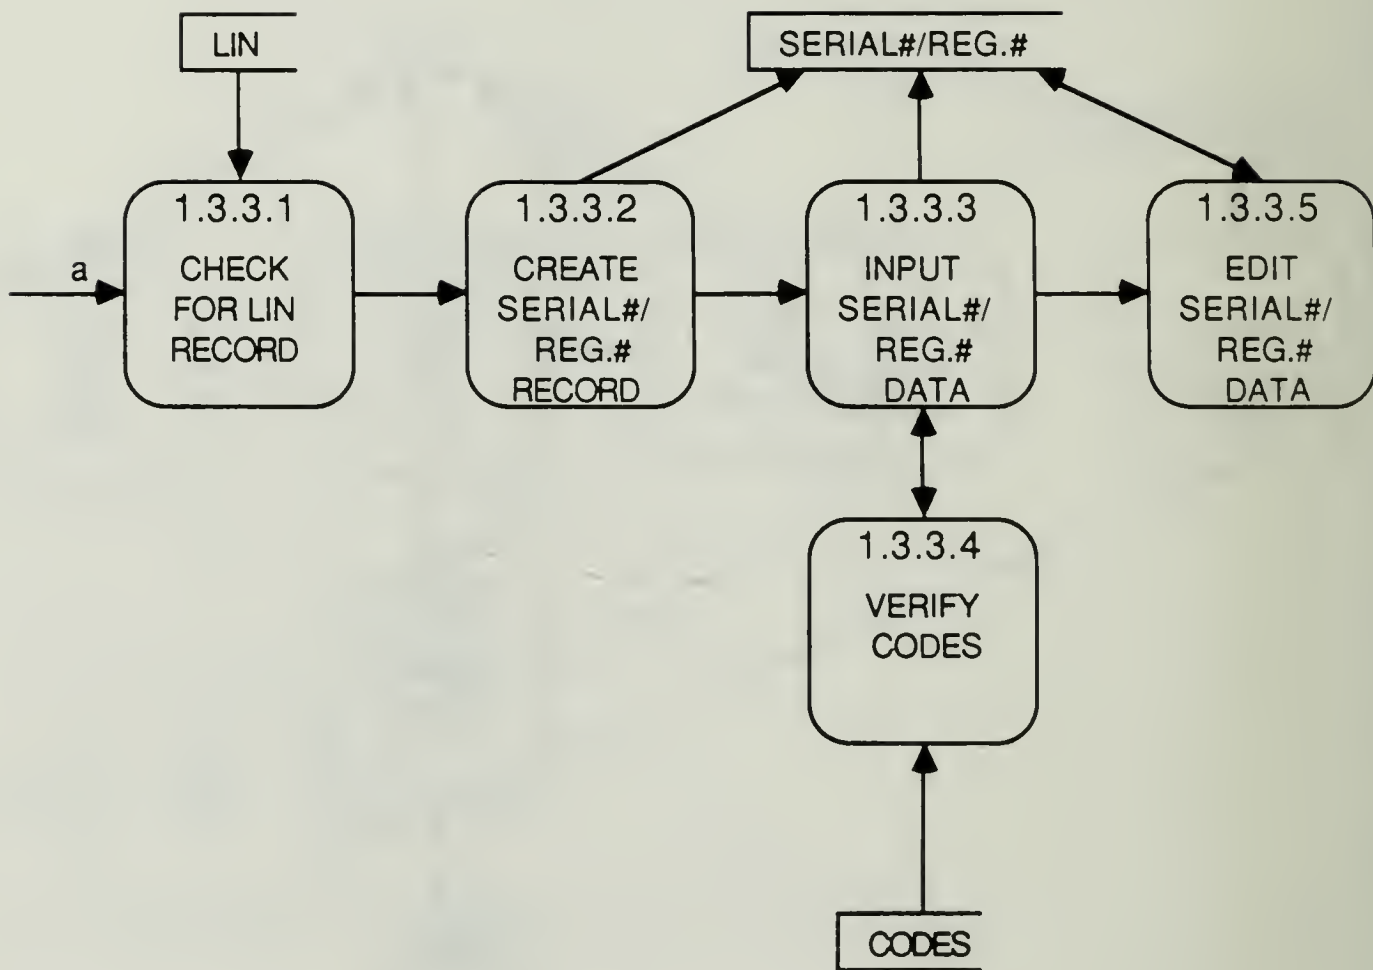 LIN
SERIAL#/REG.#
a
1.3.3.1
CHECK
FOR LIN
RECORD
1.3.3.2
CREATE
SERIAL#/
REG.#
RECORD
1.3.3.3
INPUT
SERIAL#/
REG.#
DATA
1.3.3.5
EDIT
SERIAL#/
REG.#
DATA
1.3.3.4
VERIFY
CODES
CODES